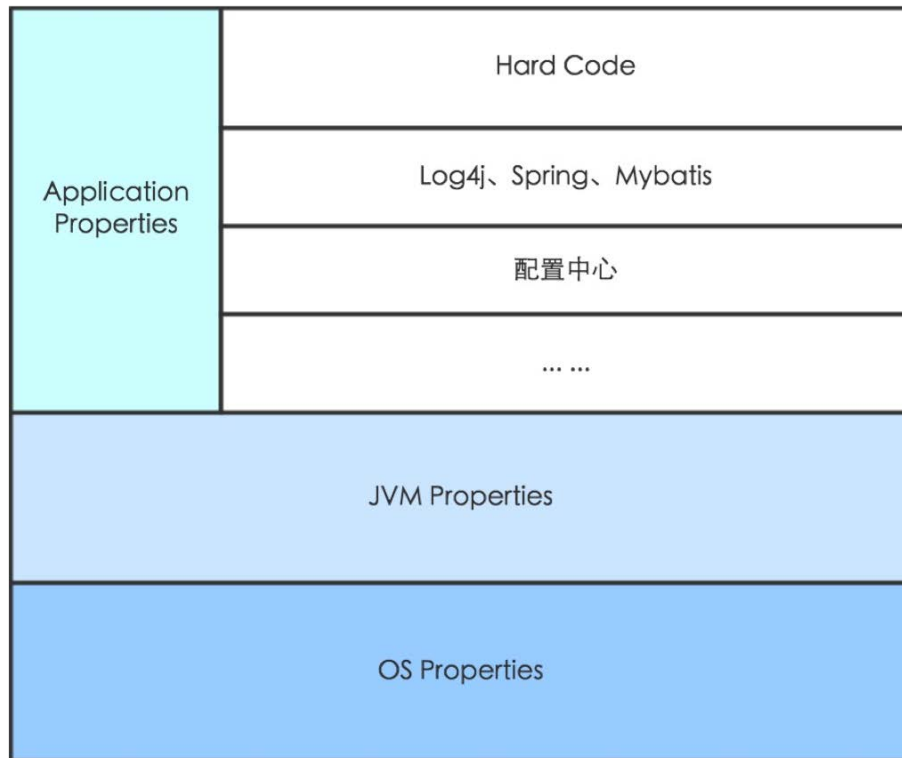 Application
Properties
Hard Code
Log4j、Spring、Mybatis
配置中心
... ...
JVM Properties
OS Properties